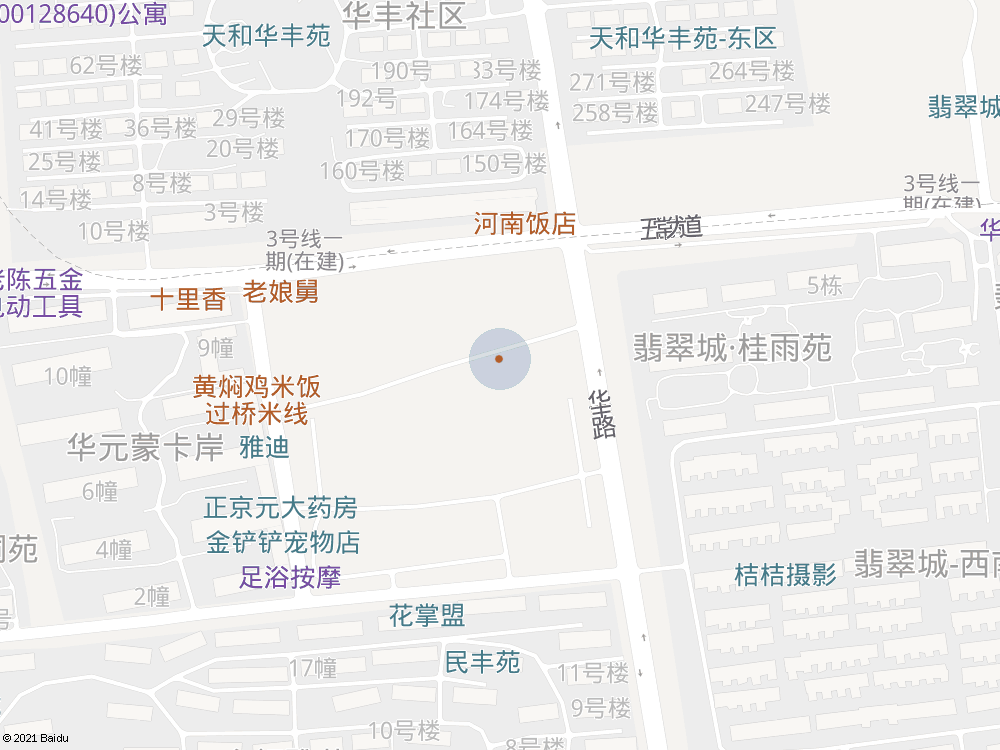 00128640)公寓
华丰社区
天和华丰苑
天和华丰苑-东区
62号楼
190号
33号楼
271号楼
264号楼
192号
174号楼
258号楼
247号楼
翡翠城
41号楼
36号楼
29号楼
170号楼
164号楼
25号楼
20号楼
160号楼
150号楼
8号楼
14号楼
3号楼
3号线一
期(在建)
河南饭店
3号线一
期(在建)
华
老陈五金
电动工具
十里香
老娘舅
5栋
9幢
翡翠城·桂雨苑
10幢
黄焖鸡米饭
过桥米线
华丰路
华元蒙卡岸
雅迪
6幢
正京元大药房
金铲铲宠物店
4幢
足浴按摩
桔桔摄影
翡翠城-西南
苑
2幢
号
花掌盟
17幢
民丰苑
11号楼
9号楼
10号楼
8号楼
© 2021 Baidu